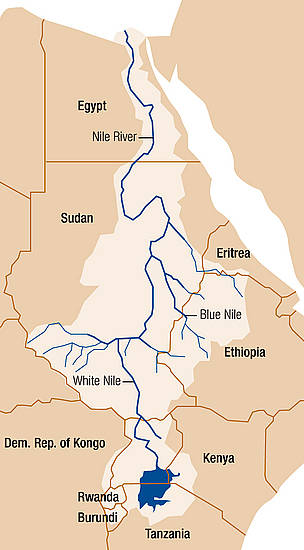 Egypt
Nile River
Sudan
Eritrea
Blue Nile
Ethiopia
White Nile
Dem. Rep. of Kongo
Kenya
Rwanda
Burundi
Tanzania